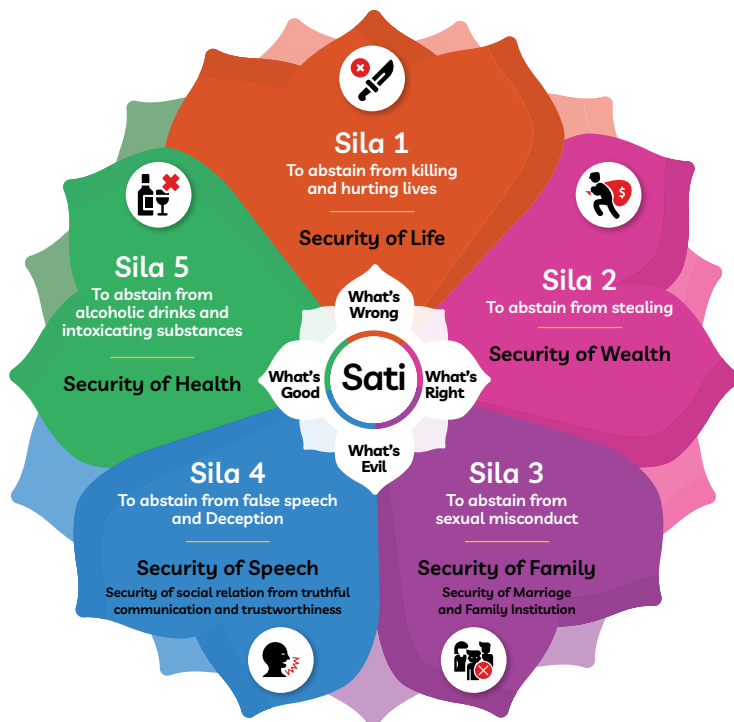 Sila 1
To abstain from killing
and hurting lives
Security of Life
Sila 2
To abstain from stealing
Security of Wealth
Sila 3
To abstain from
sexual misconduct
Security of Family
Security of Marriage
and Family Institution
Sila 4
To abstain from false speech
and Deception
Security of Speech
Security of social relation from truthful
communication and trustworthiness
Sila 5
To abstain from
alcoholic drinks and
intoxicating substances
Security of Health
What's
Wrong
What's
Good
Sati
What's
Right
What's
Evil
$